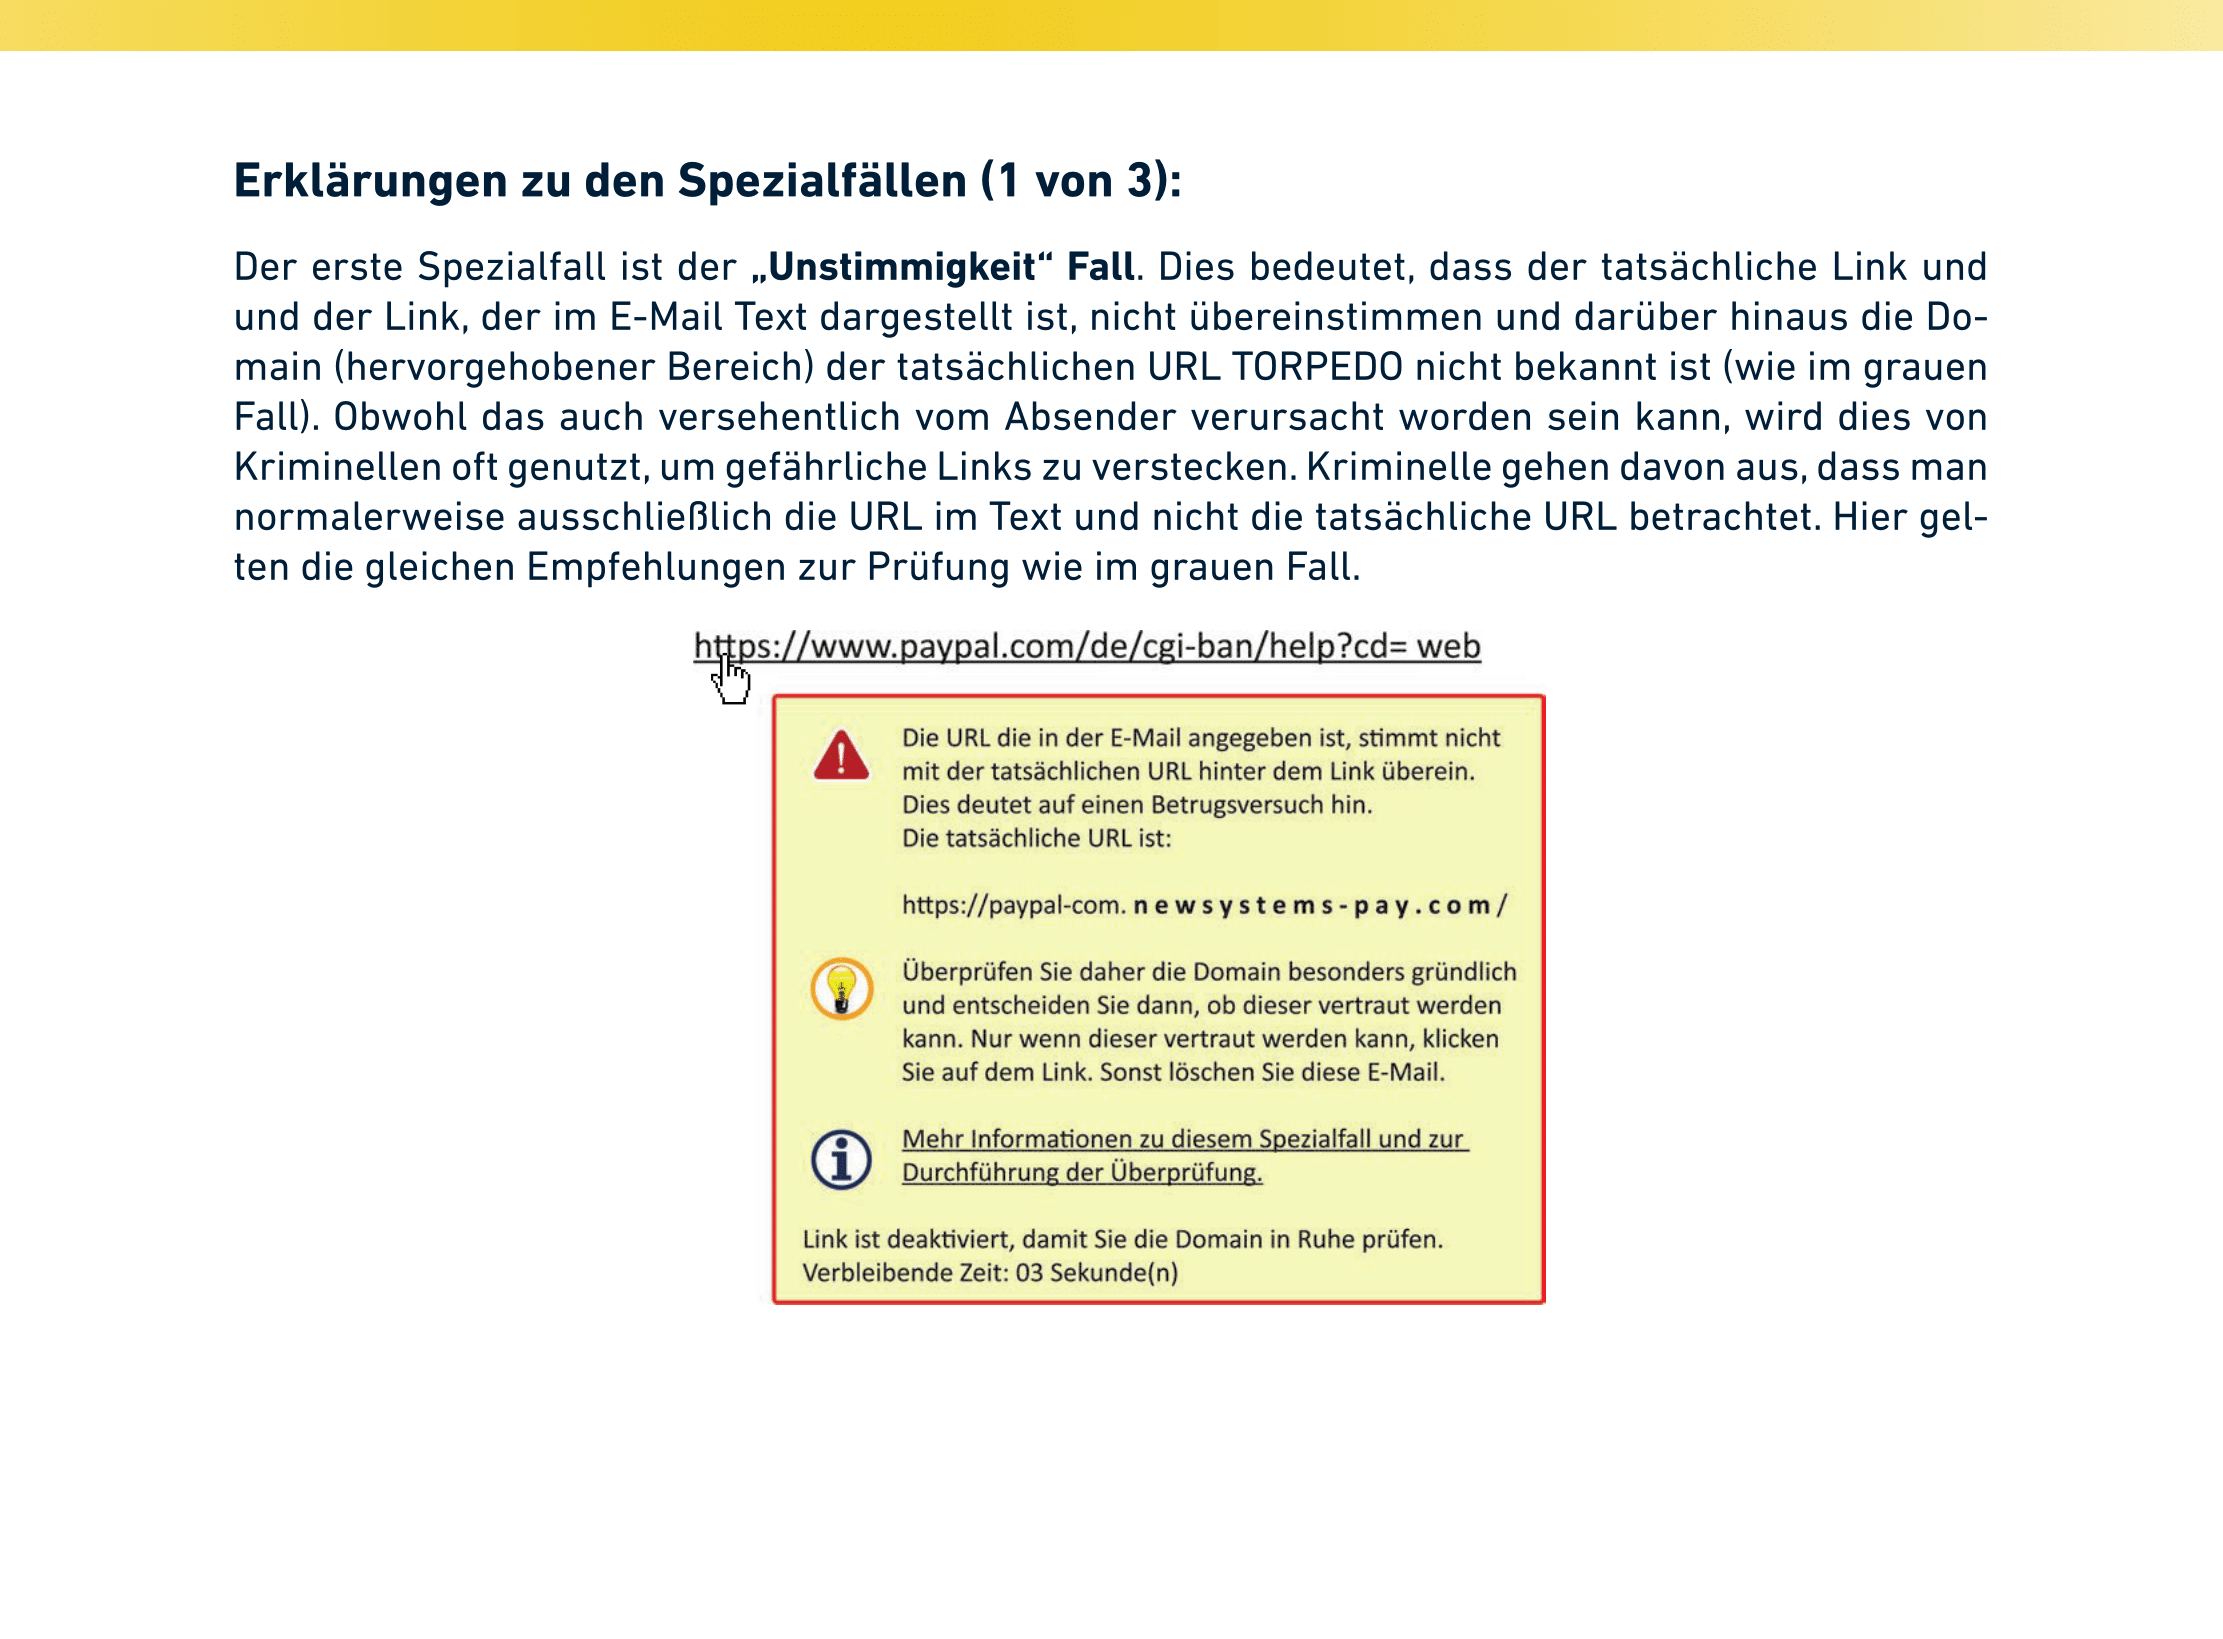 Erklärungen zu den Spezialfällen (1 von 3):
Der erste Spezialfall ist der „Unstimmigkeit“ Fall. Dies bedeutet, dass der tatsächliche Link und
und der Link, der im E-Mail Text dargestellt ist, nicht übereinstimmen und darüber hinaus die Do-
main (hervorgehobener Bereich) der tatsächlichen URL TORPEDO nicht bekannt ist (wie im grauen
Fall). Obwohl das auch versehentlich vom Absender verursacht worden sein kann, wird dies von
Kriminellen oft genutzt, um gefährliche Links zu verstecken. Kriminelle gehen davon aus, dass man
normalerweise ausschließlich die URL im Text und nicht die tatsächliche URL betrachtet. Hier gel-
ten die gleichen Empfehlungen zur Prüfung wie im grauen Fall.
https://www.paypal.com/de/cgi-ban/help?cd= web
Die URL die in der E-Mail angegeben ist, stimmt nicht
mit der tatsächlichen URL hinter dem Link überein.
Dies deutet auf einen Betrugsversuch hin.
Die tatsächliche URL ist:
https://paypal-com. newsystems-pay.com/
Überprüfen Sie daher die Domain besonders gründlich
und entscheiden Sie dann, ob dieser vertraut werden
kann. Nur wenn dieser vertraut werden kann, klicken
Sie auf dem Link. Sonst löschen Sie diese E-Mail.
Mehr Informationen zu diesem Spezialfall und zur
Durchführung der Überprüfung.
Link ist deaktiviert, damit Sie die Domain in Ruhe prüfen.
Verbleibende Zeit: 03 Sekunde(n)